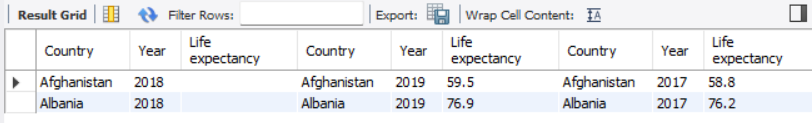 Result Grid Filter Rows: Export: Wrap Cell Content: IA
Country Year Life expectancy Country Year Life expectancy Country Year Life expectancy
Afghanistan 2018 Afghanistan 2019 59.5 Afghanistan 2017 58.8
Albania 2018 Albania 2019 76.9 Albania 2017 76.2